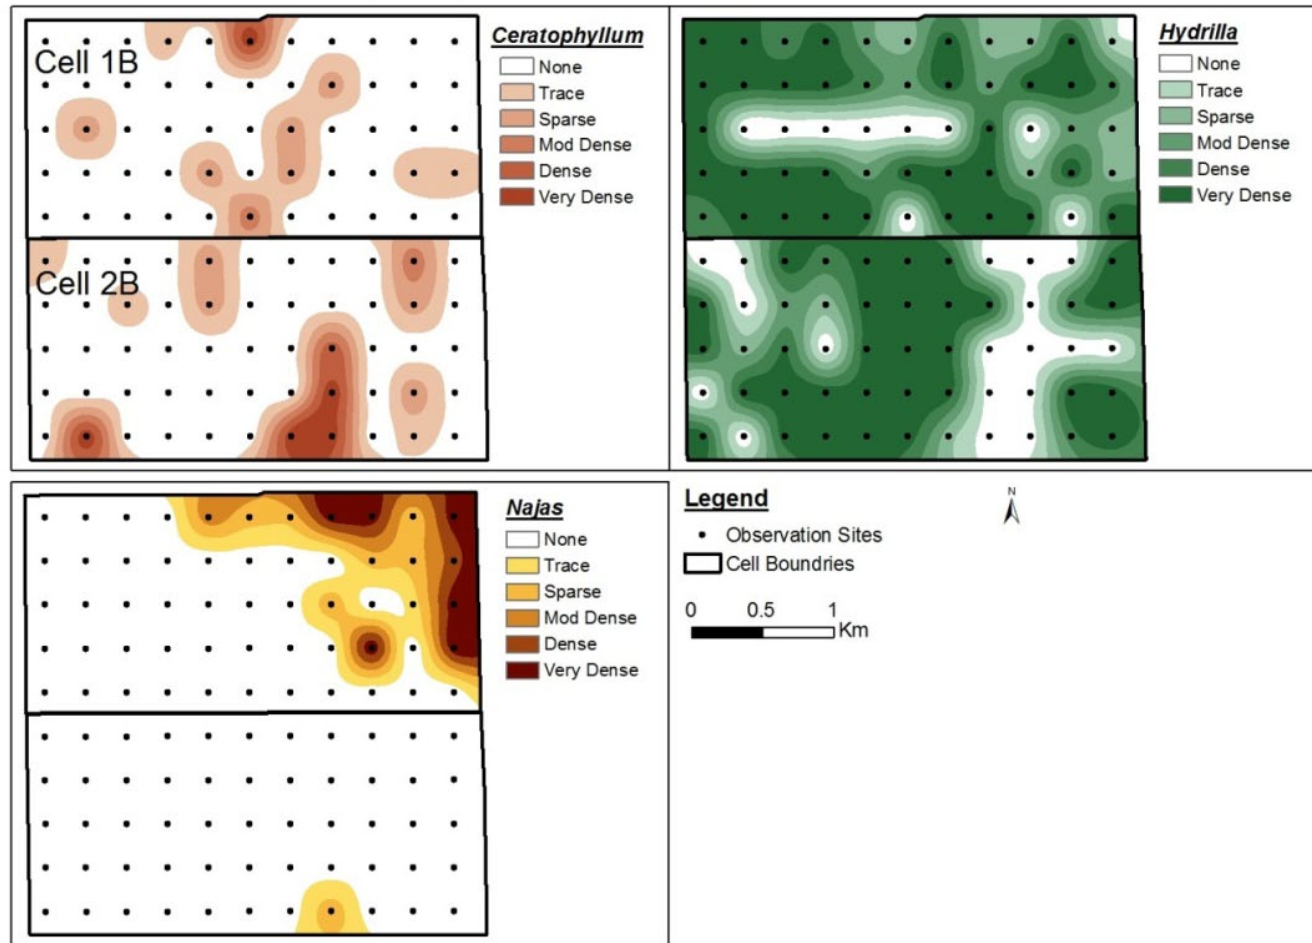 Cell 1B
Cell 2B
Ceratophyllum
None
Trace
Sparse
Mod Dense
Dense
Very Dense
Hydrilla
None
Trace
Sparse
Mod Dense
Dense
Very Dense
Najas
None
Trace
Sparse
Mod Dense
Dense
Very Dense
Legend
N
Observation Sites
Cell Boundries
0 0.5 1
Km